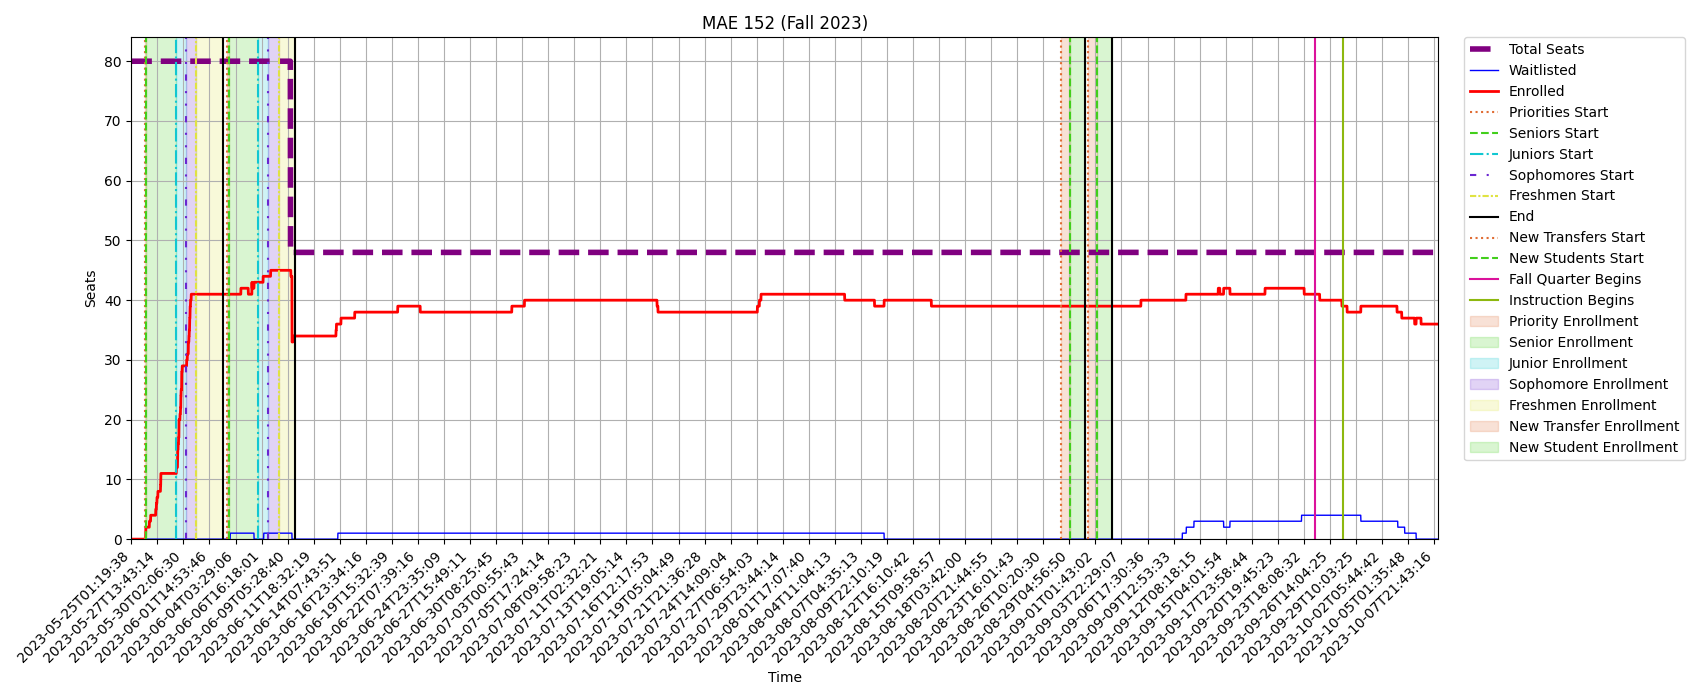 MAE 152 (Fall 2023)
Seats
80
70
60
50
40
30
20
10
0
2023-05-25T01:19:38
2023-05-27T13:43:14
2023-05-30T02:06:30
2023-06-01T14:53:46
2023-06-04T03:29:06
2023-06-06T16:18:01
2023-06-09T05:28:40
2023-06-11T18:32:19
2023-06-14T07:43:51
2023-06-16T23:34:16
2023-06-19T15:32:39
2023-06-22T07:39:16
2023-06-24T23:35:09
2023-06-27T15:49:11
2023-06-30T08:25:45
2023-07-03T00:55:43
2023-07-05T17:24:14
2023-07-08T09:58:23
2023-07-11T02:32:21
2023-07-13T19:05:14
2023-07-16T12:17:53
2023-07-19T05:04:49
2023-07-21T21:36:28
2023-07-24T14:09:04
2023-07-27T06:54:03
2023-07-29T23:44:14
2023-08-01T17:07:40
2023-08-04T11:04:13
2023-08-07T04:35:13
2023-08-09T22:10:19
2023-08-12T16:10:42
2023-08-15T09:58:57
2023-08-18T03:42:00
2023-08-20T21:44:55
2023-08-23T16:01:43
2023-08-26T10:20:30
2023-08-29T04:56:50
2023-09-01T01:43:02
2023-09-03T22:29:07
2023-09-06T17:30:36
2023-09-09T12:53:33
2023-09-12T08:18:15
2023-09-15T04:01:54
2023-09-17T23:58:44
2023-09-20T19:45:23
2023-09-23T18:08:32
2023-09-26T14:04:25
2023-09-29T10:03:25
2023-10-02T05:44:42
2023-10-05T01:35:48
2023-10-07T21:43:16
Time
Total Seats
Waitlisted
Enrolled
Priorities Start
Seniors Start
Juniors Start
Sophomores Start
Freshmen Start
End
New Transfers Start
New Students Start
Fall Quarter Begins
Instruction Begins
Priority Enrollment
Senior Enrollment
Junior Enrollment
Sophomore Enrollment
Freshmen Enrollment
New Transfer Enrollment
New Student Enrollment